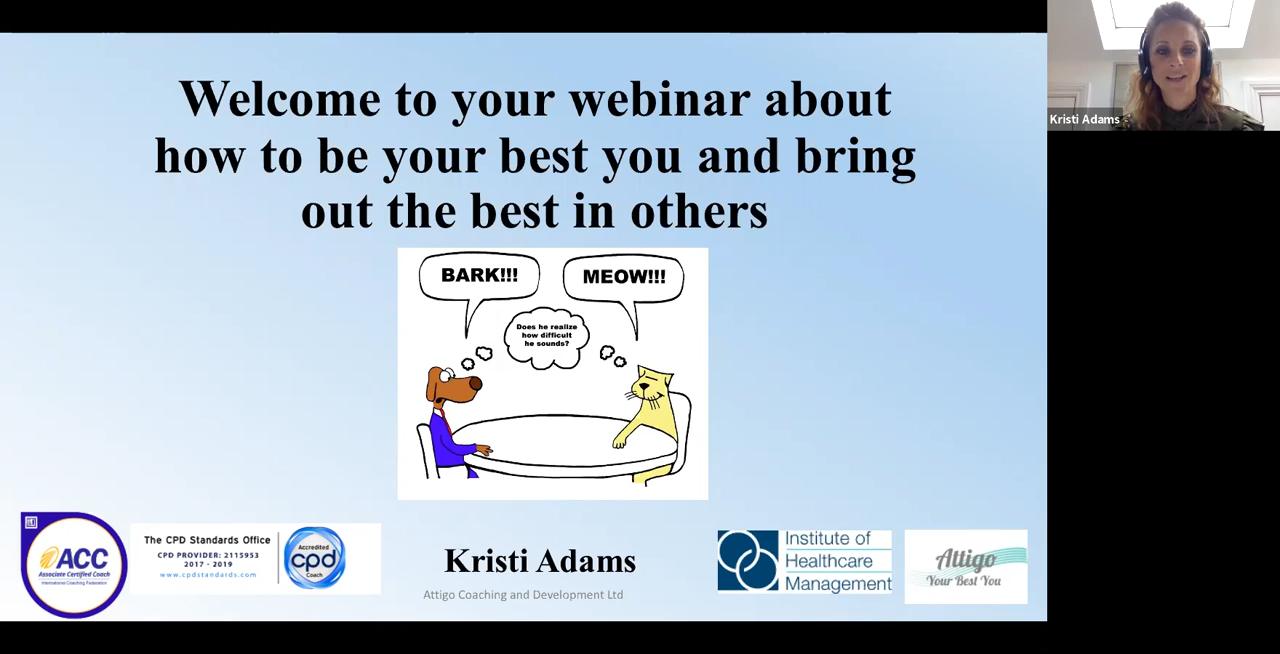 Welcome to your webinar about
how to be your best you and bring
out the best in others
BARK!!!
MEOW!!!
Does he realize
how difficult
he sounds?
ACC
Associate Certified Coach
International Coaching Federation
The CPD Standards Office
CPD PROVIDER: 2115953
2017 - 2019
www.cpdstandards.com
Accredited
cpd
Coach
Kristi Adams
Attigo Coaching and Development Ltd
Institute of
Healthcare
Management
Attigo
Your Best You
Kristi Adams